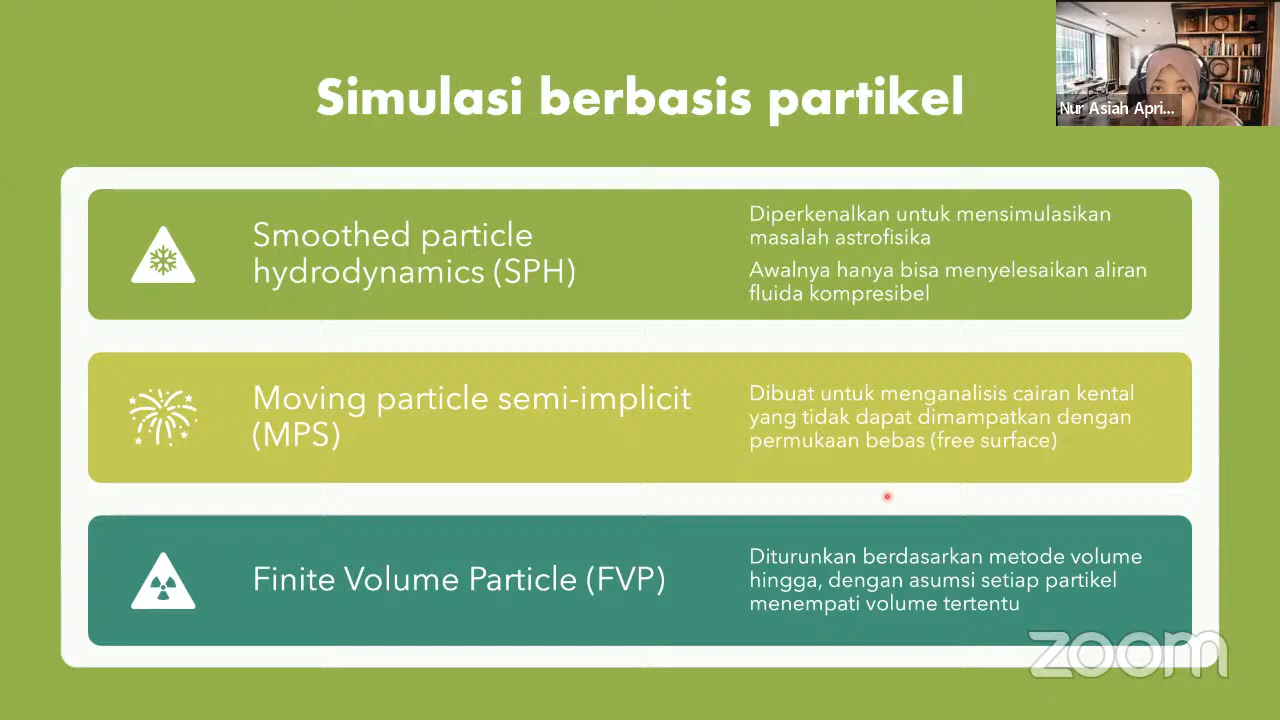 Simulasi berbasis partikel
Nur Asiah Apri...
Smoothed particle
hydrodynamics (SPH)
Diperkenalkan untuk mensimulasikan
masalah astrofisika
Awalnya hanya bisa menyelesaikan aliran
fluida kompresibel
Moving particle semi-implicit
(MPS)
Dibuat untuk menganalisis cairan kental
yang tidak dapat dimampatkan dengan
permukaan bebas (free surface)
Finite Volume Particle (FVP)
Diturunkan berdasarkan metode volume
hingga, dengan asumsi setiap partikel
menempati volume tertentu
zoom